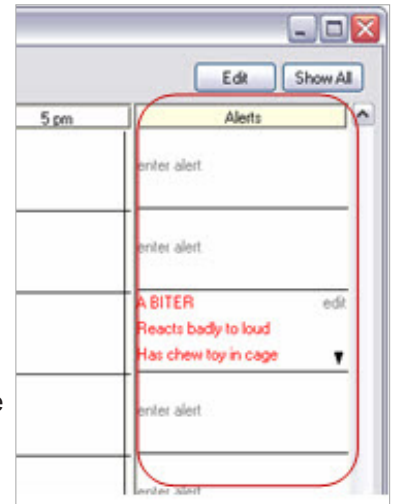 Edit Show All
5 pm Alerts
enter alert
enter alert
A BITER edit
Reacts badly to loud
Has chew toy in cage
e
enter alert
enter alert